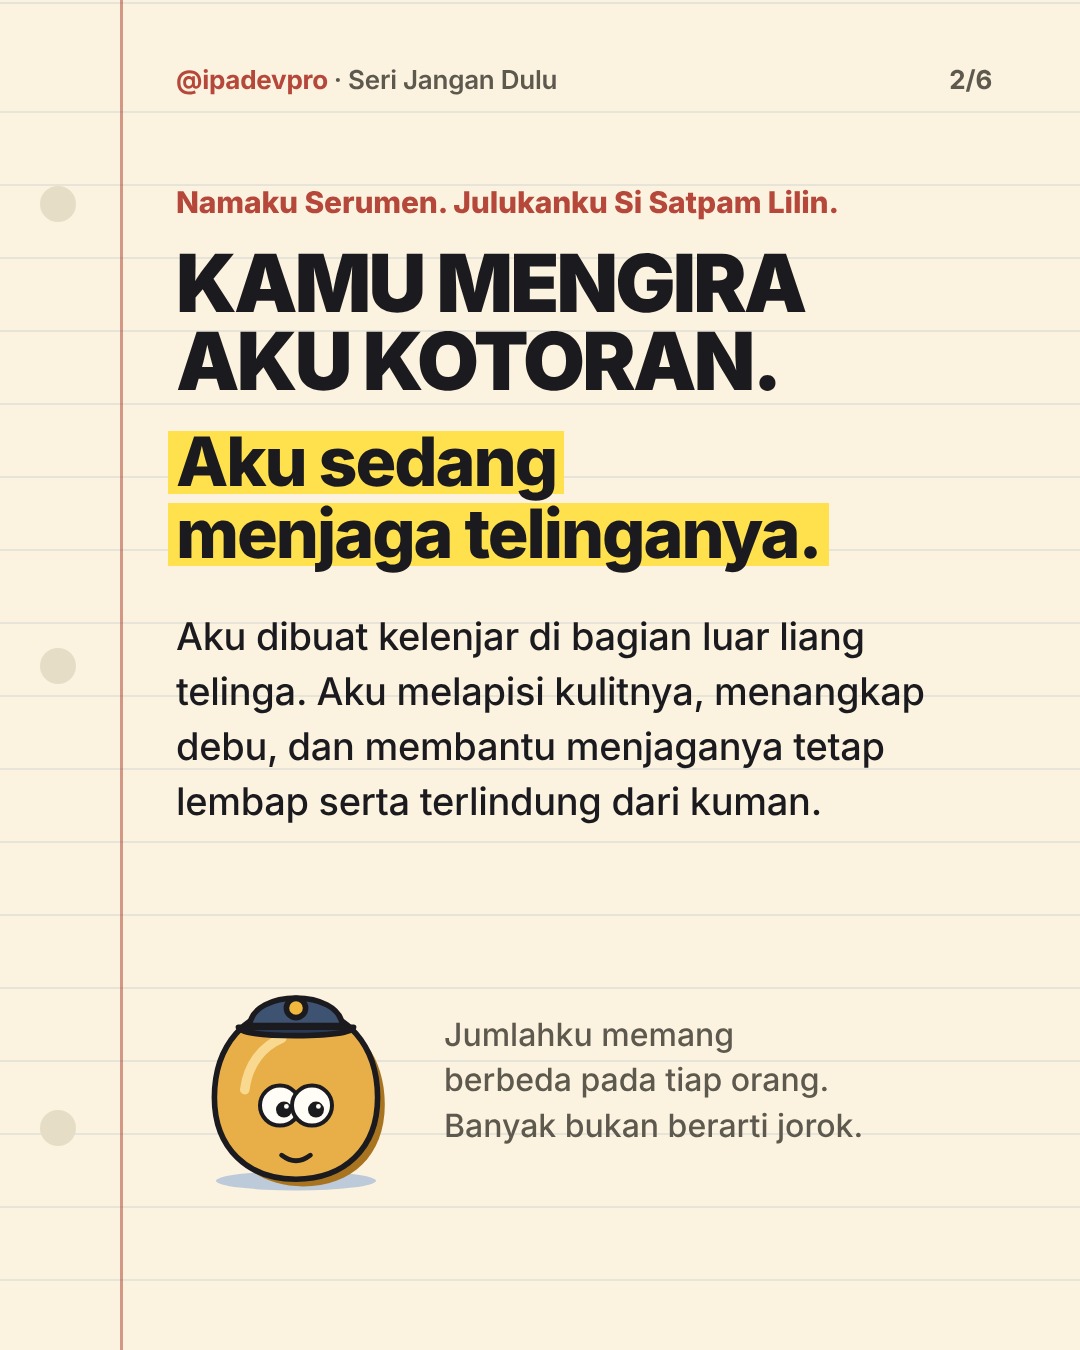 @ipadevpro · Seri Jangan Dulu
2/6
Namaku Serumen. Julukanku Si Satpam Lilin.
KAMU MENGIRA
AKU KOTORAN.
Aku sedang
menjaga telinganya.
Aku dibuat kelenjar di bagian luar liang
telinga. Aku melapisi kulitnya, menangkap
debu, dan membantu menjaganya tetap
lembap serta terlindung dari kuman.
Jumlahku memang
berbeda pada tiap orang.
Banyak bukan berarti jorok.